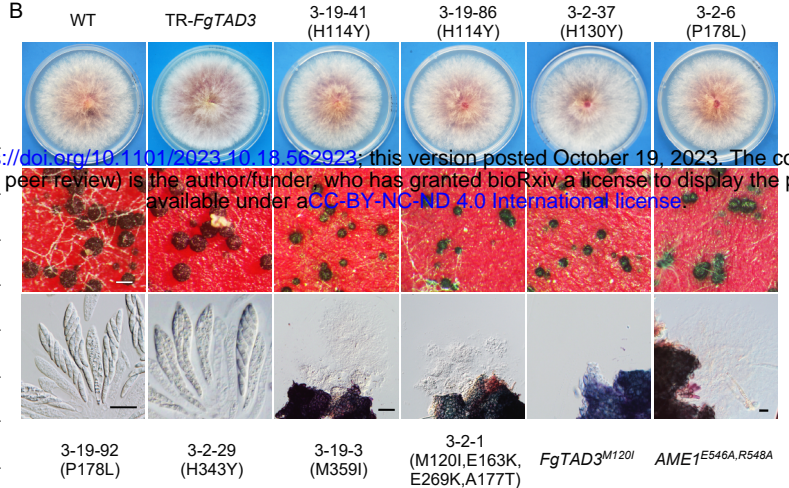 B
WT TR-FgTAD3 3-19-41 (H114Y) 3-19-86 (H114Y) 3-2-37 (H130Y) 3-2-6 (P178L)
://doi.org/10.1101/2023.10.18.562923; this version posted October 19, 2023. The co
peer review) is the author/funder, who has granted bioRxiv a license to display the p
available under aCC-BY-NC-ND 4.0 International license.
3-19-92 (P178L) 3-2-29 (H343Y) 3-19-3 (M359I) 3-2-1 (M120I,E163K, E269K,A177T) FgTAD3M120I AME1E546A,R548A